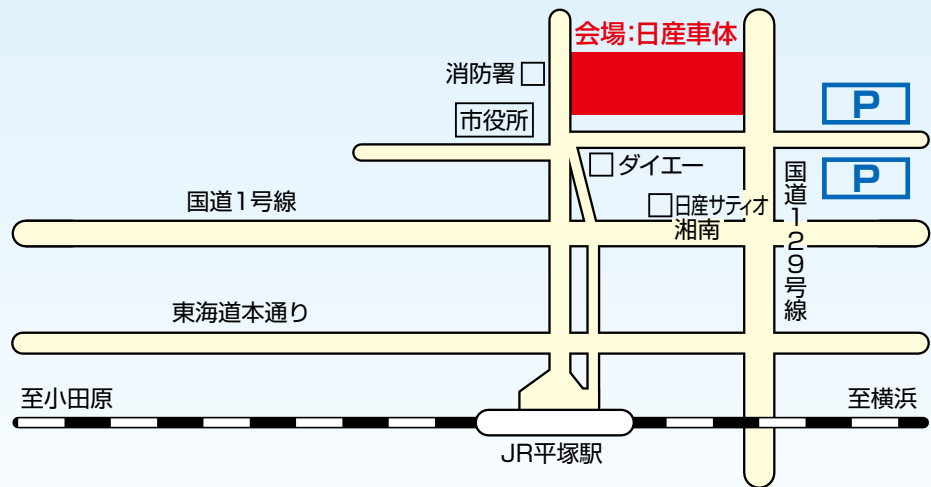 会場:日産車体
消防署
市役所
P
ダイエー
P
国道1号線
日産サティオ
湘南
国道129号線
東海道本通り
至小田原
至横浜
JR平塚駅